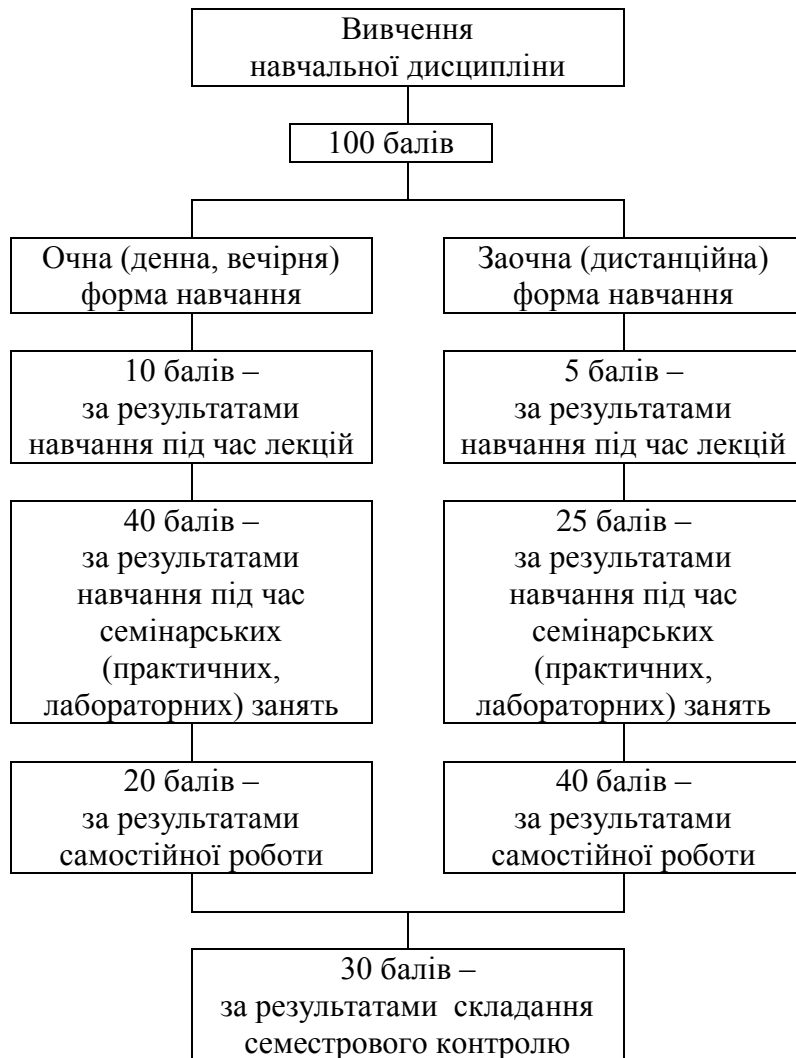 Вивчення
навчальної дисципліни
100 балів
Очна (денна, вечірня)
форма навчання
Заочна (дистанційна)
форма навчання
10 балів –
за результатами
навчання під час лекцій
5 балів –
за результатами
навчання під час лекцій
40 балів –
за результатами
навчання під час
семінарських
(практичних,
лабораторних) занять
25 балів –
за результатами
навчання під час
семінарських
(практичних,
лабораторних) занять
20 балів –
за результатами
самостійної роботи
40 балів –
за результатами
самостійної роботи
30 балів –
за результатами складання
семестрового контролю